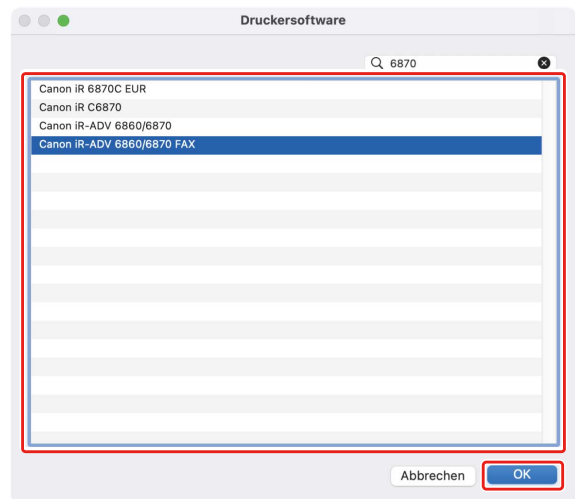 Druckersoftware
6870
Canon iR 6870C EUR
Canon iR C6870
Canon iR-ADV 6860/6870
Canon iR-ADV 6860/6870 FAX
Abbrechen
OK